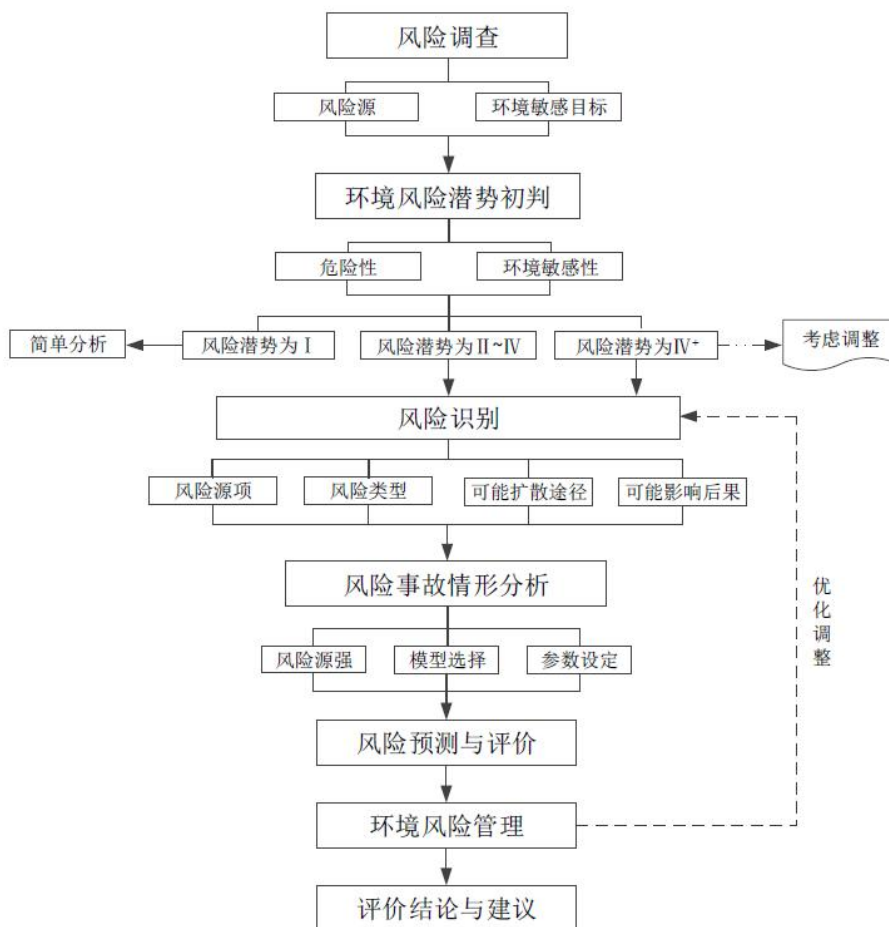 风险调查
风险源
环境敏感目标
环境风险潜势初判
危险性
环境敏感性
简单分析
风险潜势为Ⅰ
风险潜势为Ⅱ~Ⅳ
风险潜势为Ⅳ⁺
考虑调整
风险识别
风险源项
风险类型
可能扩散途径
可能影响后果
风险事故情形分析
优化调整
风险源强
模型选择
参数设定
风险预测与评价
环境风险管理
评价结论与建议